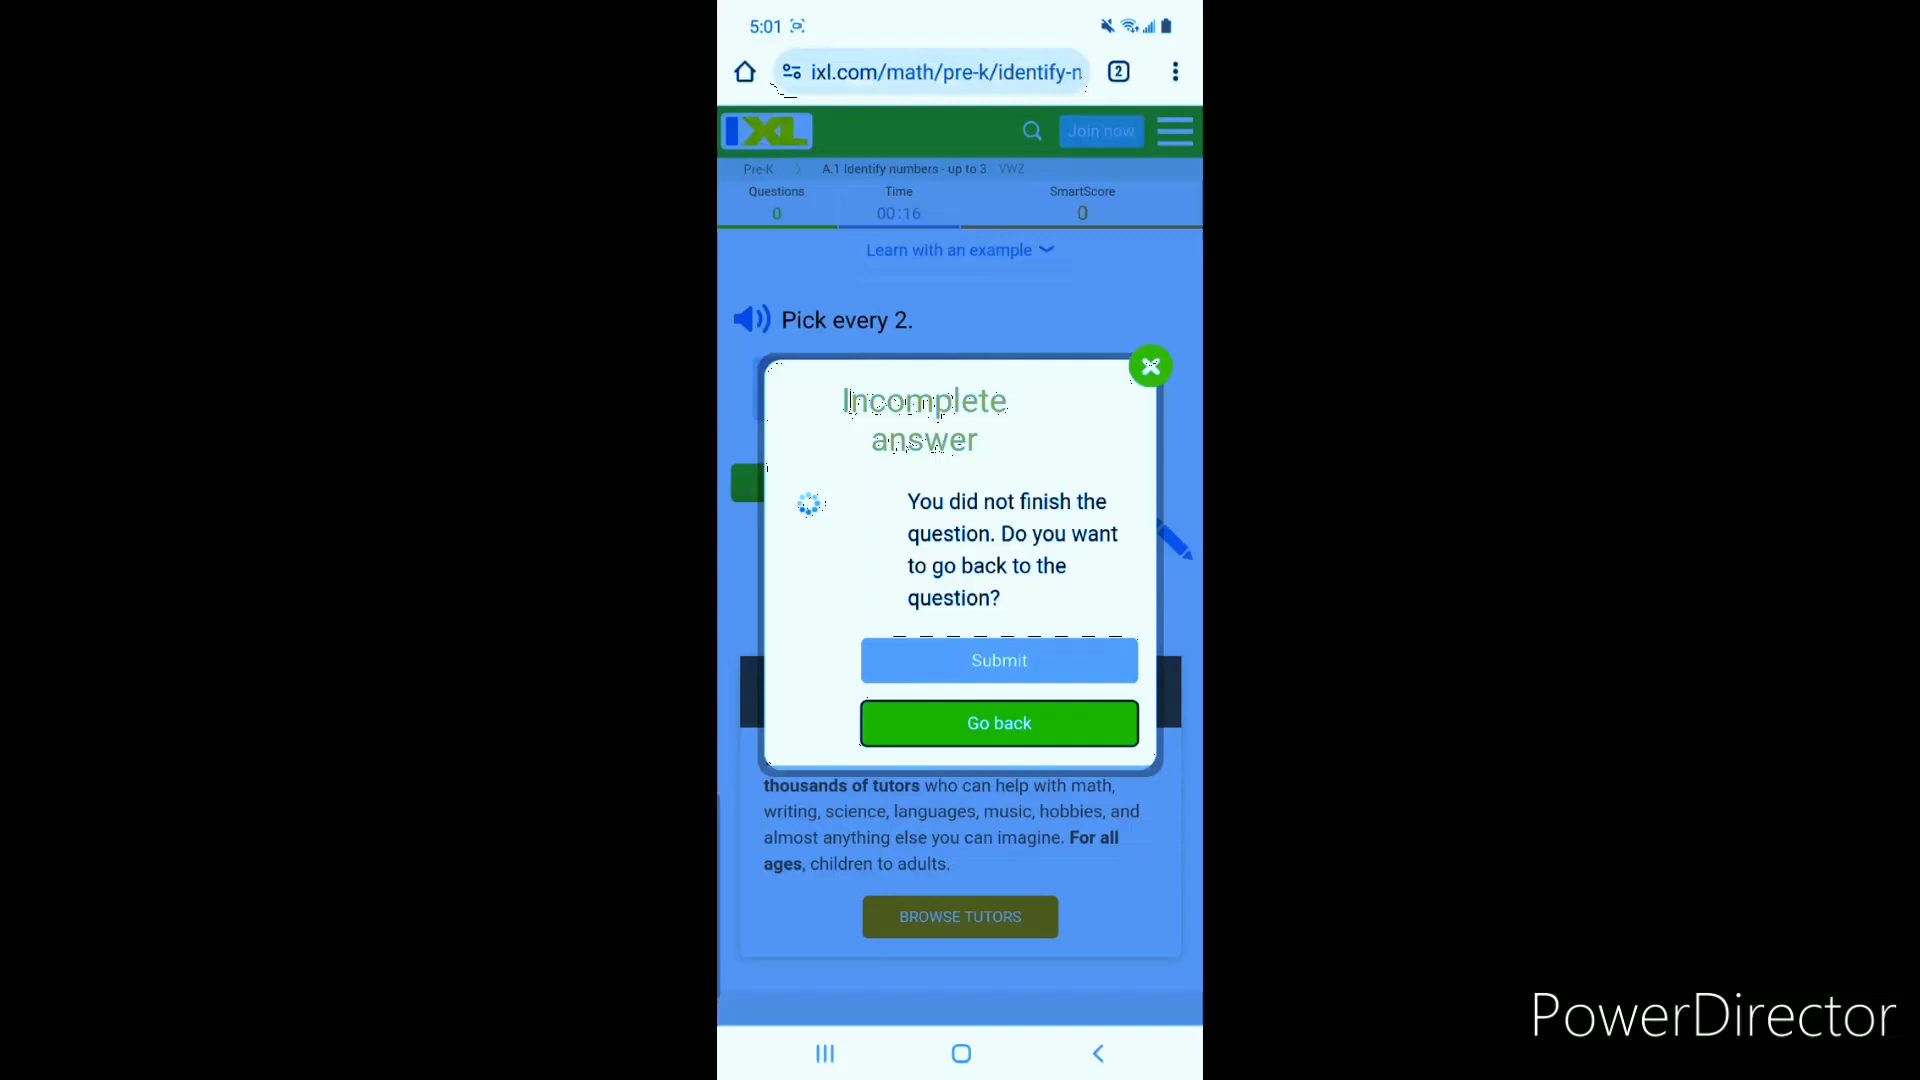 5:01
ixl.com/math/pre-k/identify-n
2
IXL
Join now
Pre-K
A.1 Identify numbers - up to 3 VWZ
Questions
Time
SmartScore
0
00:16
0
Learn with an example
Pick every 2.
Incomplete
answer
You did not finish the
question. Do you want
to go back to the
question?
Submit
Go back
thousands of tutors who can help with math,
writing, science, languages, music, hobbies, and
almost anything else you can imagine. For all
ages, children to adults.
BROWSE TUTORS
PowerDirector